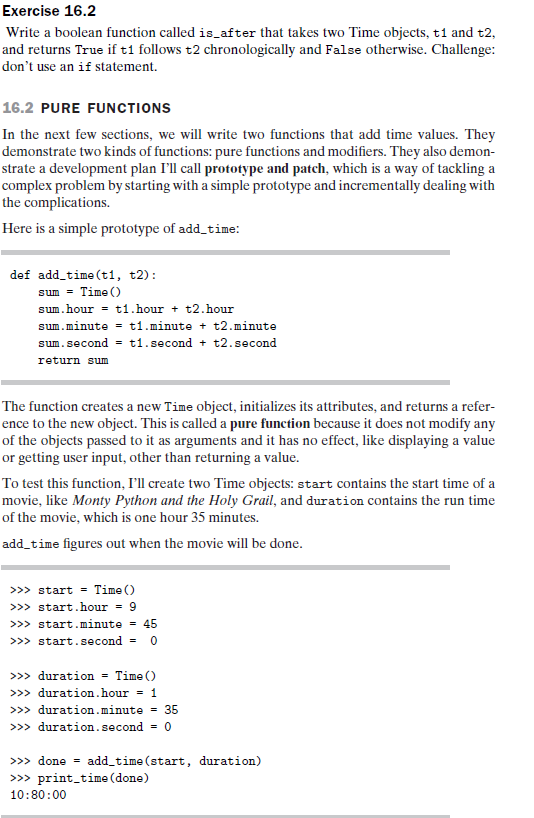 Exercise 16.2
Write a boolean function called is_after that takes two Time objects, t1 and t2,
and returns True if t1 follows t2 chronologically and False otherwise. Challenge:
don't use an if statement.
16.2 PURE FUNCTIONS
In the next few sections, we will write two functions that add time values. They
demonstrate two kinds of functions: pure functions and modifiers. They also demon-
strate a development plan I'll call prototype and patch, which is a way of tackling a
complex problem by starting with a simple prototype and incrementally dealing with
the complications.
Here is a simple prototype of add_time:
def add_time(t1, t2):
    sum = Time()
    sum.hour = t1.hour + t2.hour
    sum.minute = t1.minute + t2.minute
    sum.second = t1.second + t2.second
    return sum
The function creates a new Time object, initializes its attributes, and returns a refer-
ence to the new object. This is called a pure function because it does not modify any
of the objects passed to it as arguments and it has no effect, like displaying a value
or getting user input, other than returning a value.
To test this function, I'll create two Time objects: start contains the start time of a
movie, like Monty Python and the Holy Grail, and duration contains the run time
of the movie, which is one hour 35 minutes.
add_time figures out when the movie will be done.
>>> start = Time()
>>> start.hour = 9
>>> start.minute = 45
>>> start.second =  0
>>> duration = Time()
>>> duration.hour = 1
>>> duration.minute = 35
>>> duration.second = 0
>>> done = add_time(start, duration)
>>> print_time(done)
10:80:00